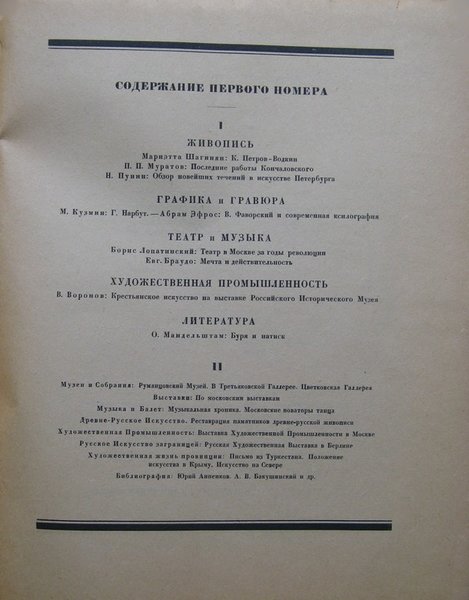 СОДЕРЖАНИЕ ПЕРВОГО НОМЕРА
I
ЖИВОПИСЬ
Мариэтта Шагинян: К. Петров-Водкин
П. П. Муратов: Последние работы Кончаловского
Н. Пунин: Обзор новейших течений в искусстве Петербурга
ГРАФИКА и ГРАВЮРА
М. Кузмин: Г. Нарбут. — Абрам Эфрос: В. Фаворский и современная ксилография
ТЕАТР и МУЗЫКА
Борис Лопатинский: Театр в Москве за годы революции
Евг. Браудо: Мечта и действительность
ХУДОЖЕСТВЕННАЯ ПРОМЫШЛЕННОСТЬ
В. Воронов: Крестьянское искусство на выставке Российского Исторического Музея
ЛИТЕРАТУРА
О. Мандельштам: Буря и натиск
II
Музеи и Собрания: Румянцовский Музей. В Третьяковской Галлерее. Цветковская Галлерея
Выставки: По московским выставкам
Музыка и Балет: Музыкальная хроника. Московские новаторы танца
Древне-Русское Искусство. Реставрация памятников древне-русской живописи
Художественная Промышленность: Выставка Художественной Промышленности в Москве
Русское Искусство заграницей: Русская Художественная Выставка в Берлине
Художественная жизнь провинции: Письмо из Туркестана. Положение
искусства в Крыму. Искусство на Севере
Библиография: Юрий Анненков. А. В. Бакушинский и др.